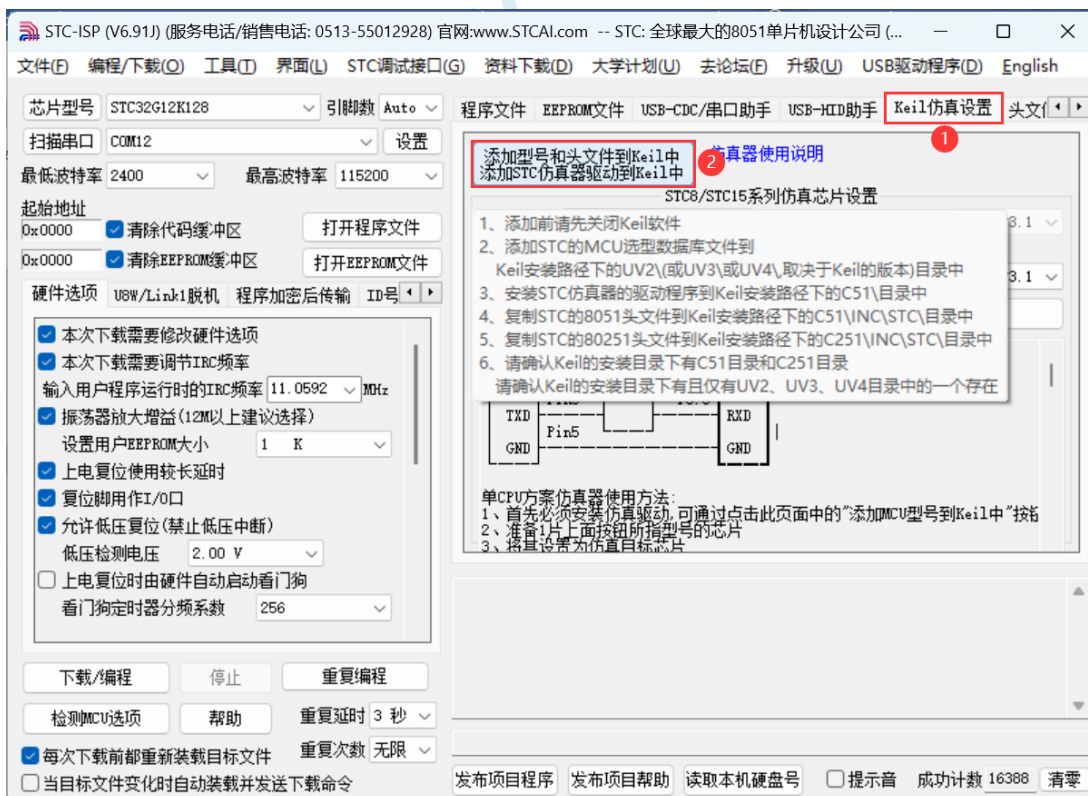 STC-ISP (V6.91J) (服务电话/销售电话: 0513-55012928) 官网:www.STCAI.com -- STC: 全球最大的8051单片机设计公司 (...
文件(F) 编程/下载(O) 工具(T) 界面(L) STC调试接口(G) 资料下载(D) 大学计划(U) 去论坛(F) 升级(U) USB驱动程序(D) English
芯片型号 STC32G12K128 引脚数 Auto
扫描串口 COM12 设置
最低波特率 2400 最高波特率 115200
起始地址
0x0000 清除代码缓冲区 打开程序文件
0x0000 清除EEPROM缓冲区 打开EEPROM文件
硬件选项 U8W/Link1脱机 程序加密后传输 ID号
本次下载需要修改硬件选项
本次下载需要调节IRC频率
输入用户程序运行时的IRC频率 11.0592 MHz
振荡器放大增益(12M以上建议选择)
设置用户EEPROM大小 1 K
上电复位使用较长延时
复位脚用作I/O口
允许低压复位(禁止低压中断)
低压检测电压 2.00 V
上电复位时由硬件自动启动看门狗
看门狗定时器分频系数 256
下载/编程 停止 重复编程
检测MCU选项 帮助 重复延时 3 秒
每次下载前都重新装载目标文件 重复次数 无限
当目标文件变化时自动装载并发送下载命令
程序文件 EEPROM文件 USB-CDC/串口助手 USB-HID助手 Keil仿真设置 头文
1
添加型号和头文件到Keil中
添加STC仿真器驱动到Keil中
2
真器使用说明
STC8/STC15系列仿真芯片设置
1、添加前请先关闭Keil软件
2、添加STC的MCU选型数据库文件到
Keil安装路径下的UV2\(或UV3\或UV4\,取决于Keil的版本)目录中
3、安装STC仿真器的驱动程序到Keil安装路径下的C51\目录中
4、复制STC的8051头文件到Keil安装路径下的C51\INC\STC\目录中
5、复制STC的80251头文件到Keil安装路径下的C251\INC\STC\目录中
6、请确认Keil的安装目录下有C51目录和C251目录
请确认Keil的安装目录下有且仅有UV2、UV3、UV4目录中的一个存在
3.1
3.1
TXD RXD
Pin5
GND GND
单CPU方案仿真器使用方法:
1、首先必须安装仿真驱动,可通过点击此页面中的"添加MCU型号到Keil中"按钮
2、准备1片上面按钮所指型号的芯片
3、将其设置为仿真目标芯片
发布项目程序 发布项目帮助 读取本机硬盘号 提示音 成功计数 16388 清零